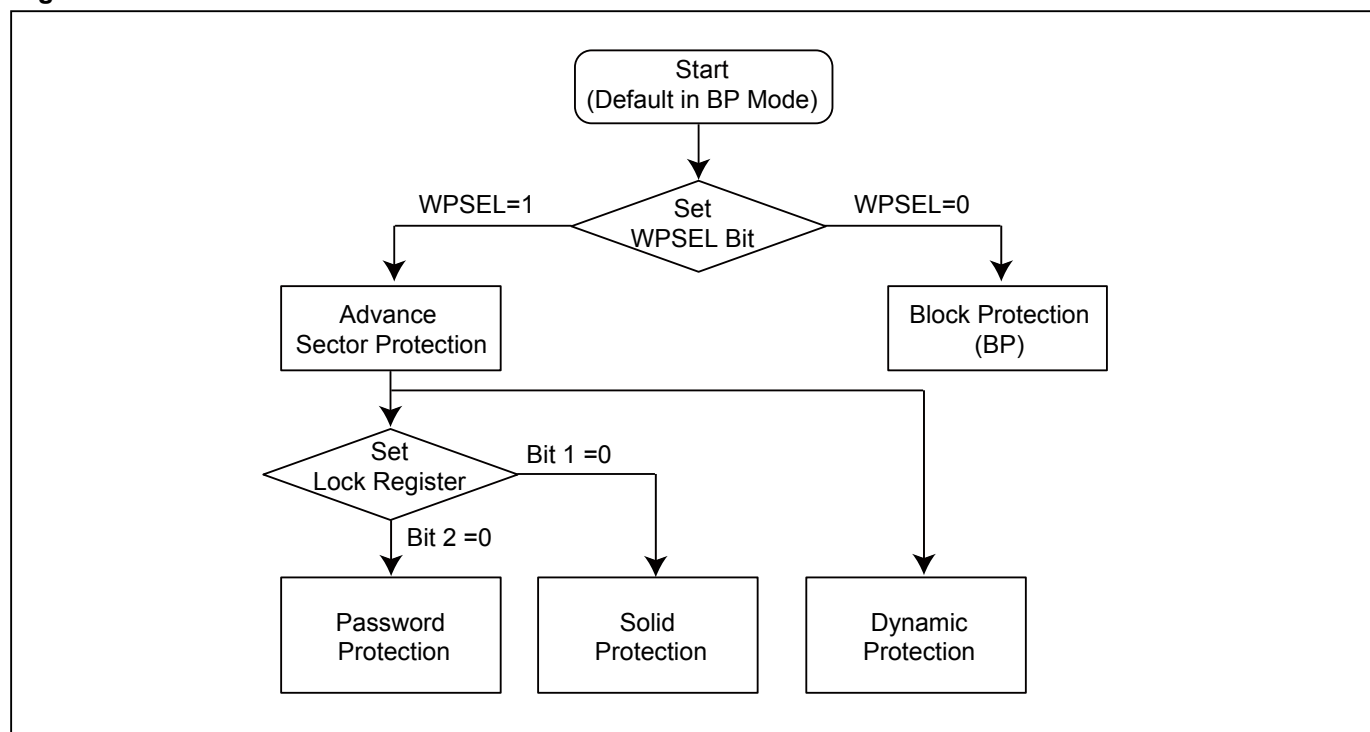 Start
(Default in BP Mode)
WPSEL=1
Set
WPSEL Bit
WPSEL=0
Advance
Sector Protection
Block Protection
(BP)
Set
Lock Register
Bit 1 =0
Bit 2 =0
Password
Protection
Solid
Protection
Dynamic
Protection